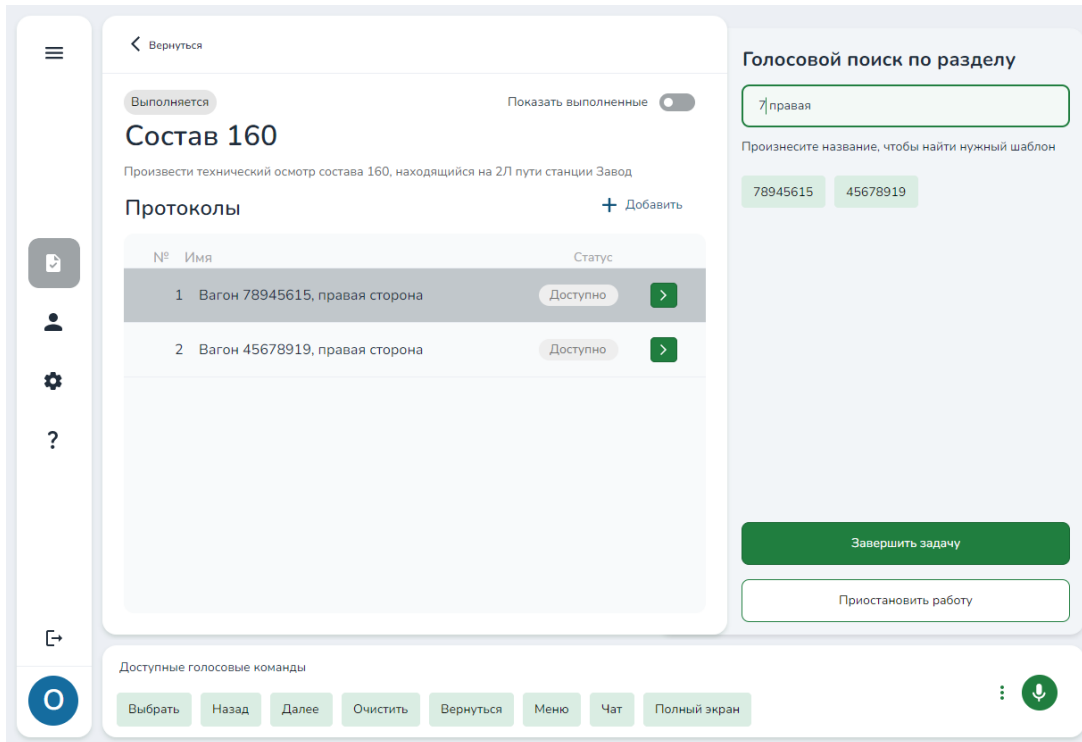 Вернуться
Выполняется
Показать выполненные
Состав 160
Произвести технический осмотр состава 160, находящийся на 2Л пути станции Завод
Протоколы
+ Добавить
№ Имя Статус
1 Вагон 78945615, правая сторона Доступно
2 Вагон 45678919, правая сторона Доступно
Голосовой поиск по разделу
7 правая
Произнесите название, чтобы найти нужный шаблон
78945615 45678919
Завершить задачу
Приостановить работу
?
О
Доступные голосовые команды
Выбрать Назад Далее Очистить Вернуться Меню Чат Полный экран